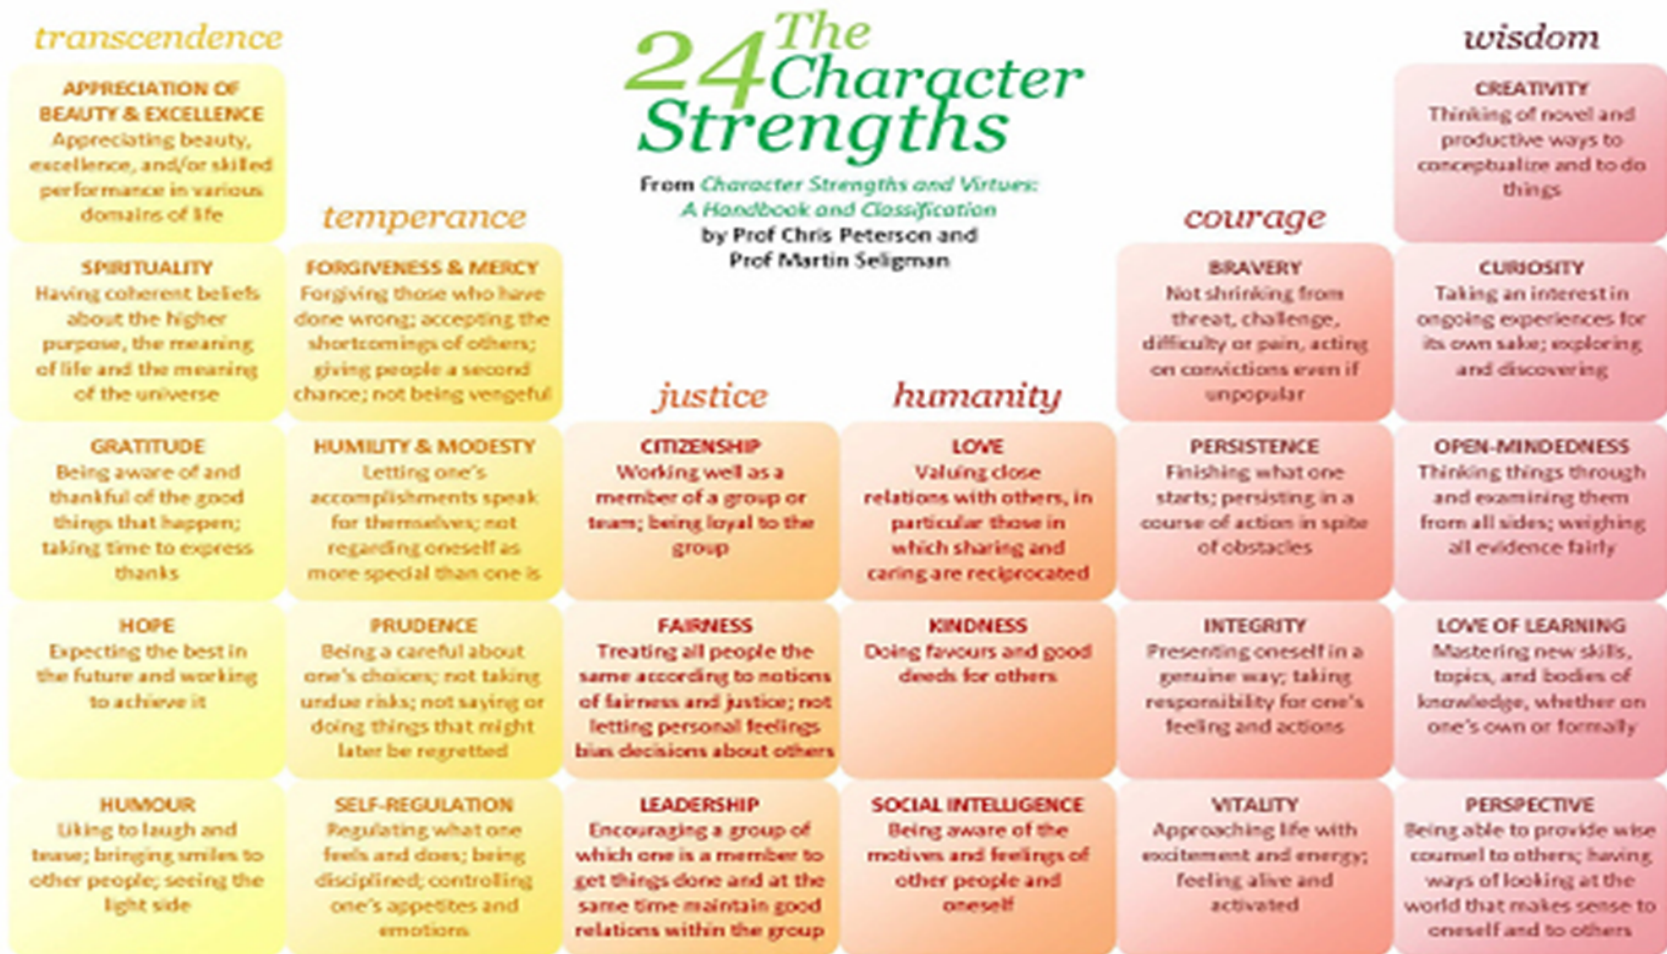 transcendence
APPRECIATION OF
BEAUTY & EXCELLENCE
Appreciating beauty,
excellence, and/or skilled
performance in various
domains of life
SPIRITUALITY
Having coherent beliefs
about the higher
purpose, the meaning
of life and the meaning
of the universe
GRATITUDE
Being aware of and
thankful of the good
things that happen;
taking time to express
thanks
HOPE
Expecting the best in
the future and working
to achieve it
HUMOUR
Liking to laugh and
tease; bringing smiles to
other people; seeing the
light side
temperance
FORGIVENESS & MERCY
Forgiving those who have
done wrong; accepting the
shortcomings of others;
giving people a second
chance; not being vengeful
HUMILITY & MODESTY
Letting one's
accomplishments speak
for themselves; not
regarding oneself as
more special than one is
PRUDENCE
Being a careful about
one's choices; not taking
undue risks; not saying or
doing things that might
later be regretted
SELF-REGULATION
Regulating what one
feels and does; being
disciplined; controlling
one's appetites and
emotions
The
24 Character
Strengths
From Character Strengths and Virtues:
A Handbook and Classification
by Prof Chris Peterson and
Prof Martin Seligman
justice
CITIZENSHIP
Working well as a
member of a group or
team; being loyal to the
group
FAIRNESS
Treating all people the
same according to notions
of fairness and justice; not
letting personal feelings
bias decisions about others
LEADERSHIP
Encouraging a group of
which one is a member to
get things done and at the
same time maintain good
relations within the group
humanity
LOVE
Valuing close
relations with others, in
particular those in
which sharing and
caring are reciprocated
KINDNESS
Doing favours and good
deeds for others
SOCIAL INTELLIGENCE
Being aware of the
motives and feelings of
other people and
oneself
courage
BRAVERY
Not shrinking from
threat, challenge,
difficulty or pain, acting
on convictions even if
unpopular
PERSISTENCE
Finishing what one
starts; persisting in a
course of action in spite
of obstacles
INTEGRITY
Presenting oneself in a
genuine way; taking
responsibility for one's
feeling and actions
VITALITY
Approaching life with
excitement and energy;
feeling alive and
activated
wisdom
CREATIVITY
Thinking of novel and
productive ways to
conceptualize and to do
things
CURIOSITY
Taking an interest in
ongoing experiences for
its own sake; exploring
and discovering
OPEN-MINDEDNESS
Thinking things through
and examining them
from all sides; weighing
all evidence fairly
LOVE OF LEARNING
Mastering new skills,
topics, and bodies of
knowledge, whether on
one's own or formally
PERSPECTIVE
Being able to provide wise
counsel to others; having
ways of looking at the
world that makes sense to
oneself and to others